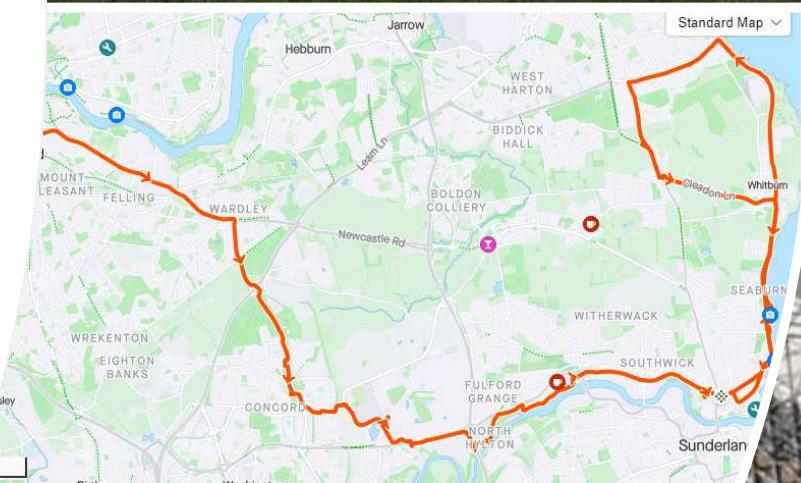 Standard Map
Jarrow
Hebburn
WEST
HARTON
BIDDICK
HALL
Leam Ln
MOUNT
PLEASANT
FELLING
WARDLEY
BOLDON
COLLIERY
Cleadon Ln
Whitburn
Newcastle Rd
SEABURN
WREKENTON
EIGHTON
BANKS
WITHERWACK
SOUTHWICK
FULFORD
GRANGE
CONCORD
NORTH
HYLTON
Sunderlan